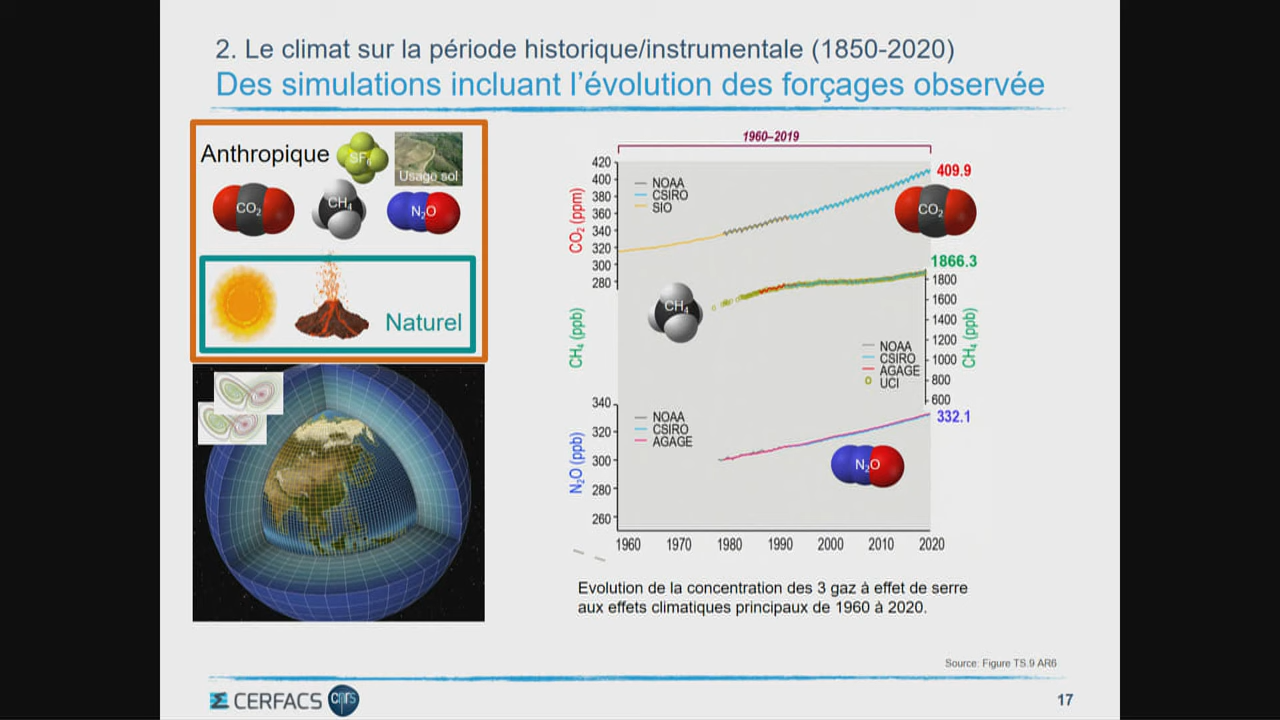 2. Le climat sur la période historique/instrumentale (1850-2020)
Des simulations incluant l'évolution des forçages observée
Anthropique
SF6
Usage sol
CO2
CH4
N2O
Naturel
1960–2019
420
400
380
360
340
320
300
280
CO2 (ppm)
NOAA
CSIRO
SIO
409.9
CO2
1866.3
1800
1600
1400
1200
1000
800
600
CH4 (ppb)
CH4 (ppb)
CH4
NOAA
CSIRO
AGAGE
UCI
340
320
300
280
260
N2O (ppb)
NOAA
CSIRO
AGAGE
332.1
N2O
1960 1970 1980 1990 2000 2010 2020
Evolution de la concentration des 3 gaz à effet de serre
aux effets climatiques principaux de 1960 à 2020.
Source: Figure TS.9 AR6
CERFACS cnrs
17